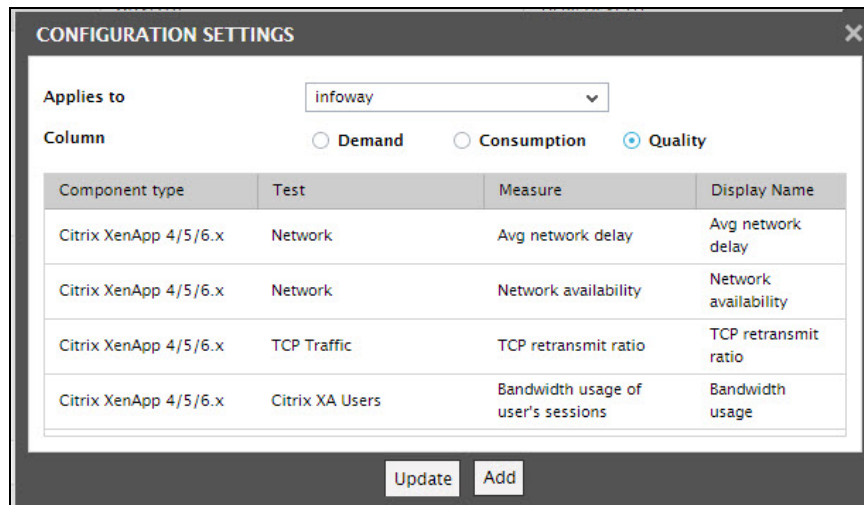 CONFIGURATION SETTINGS
Applies to infoway
Column Demand Consumption Quality
Component type Test Measure Display Name
Citrix XenApp 4/5/6.x Network Avg network delay Avg network delay
Citrix XenApp 4/5/6.x Network Network availability Network availability
Citrix XenApp 4/5/6.x TCP Traffic TCP retransmit ratio TCP retransmit ratio
Citrix XenApp 4/5/6.x Citrix XA Users Bandwidth usage of user's sessions Bandwidth usage
Update Add